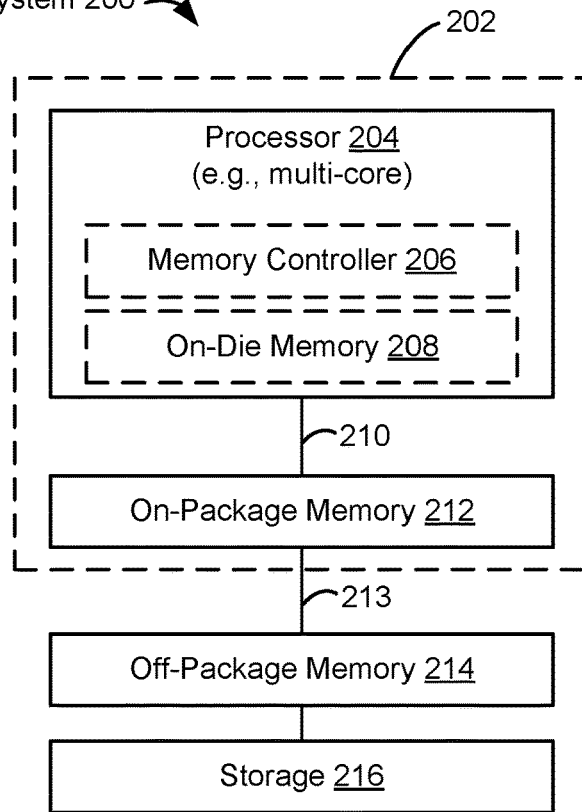 ystem 200
202
Processor 204
(e.g., multi-core)
Memory Controller 206
On-Die Memory 208
210
On-Package Memory 212
213
Off-Package Memory 214
Storage 216